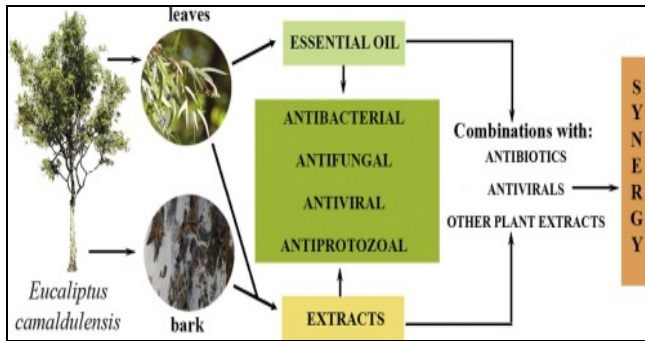 leaves
ESSENTIAL OIL
ANTIBACTERIAL
ANTIFUNGAL
ANTIVIRAL
ANTIPROTOZOAL
Combinations with:
ANTIBIOTICS
ANTIVIRALS
OTHER PLANT EXTRACTS
S
Y
N
E
R
G
Y
Eucaliptus
camaldulensis
bark
EXTRACTS